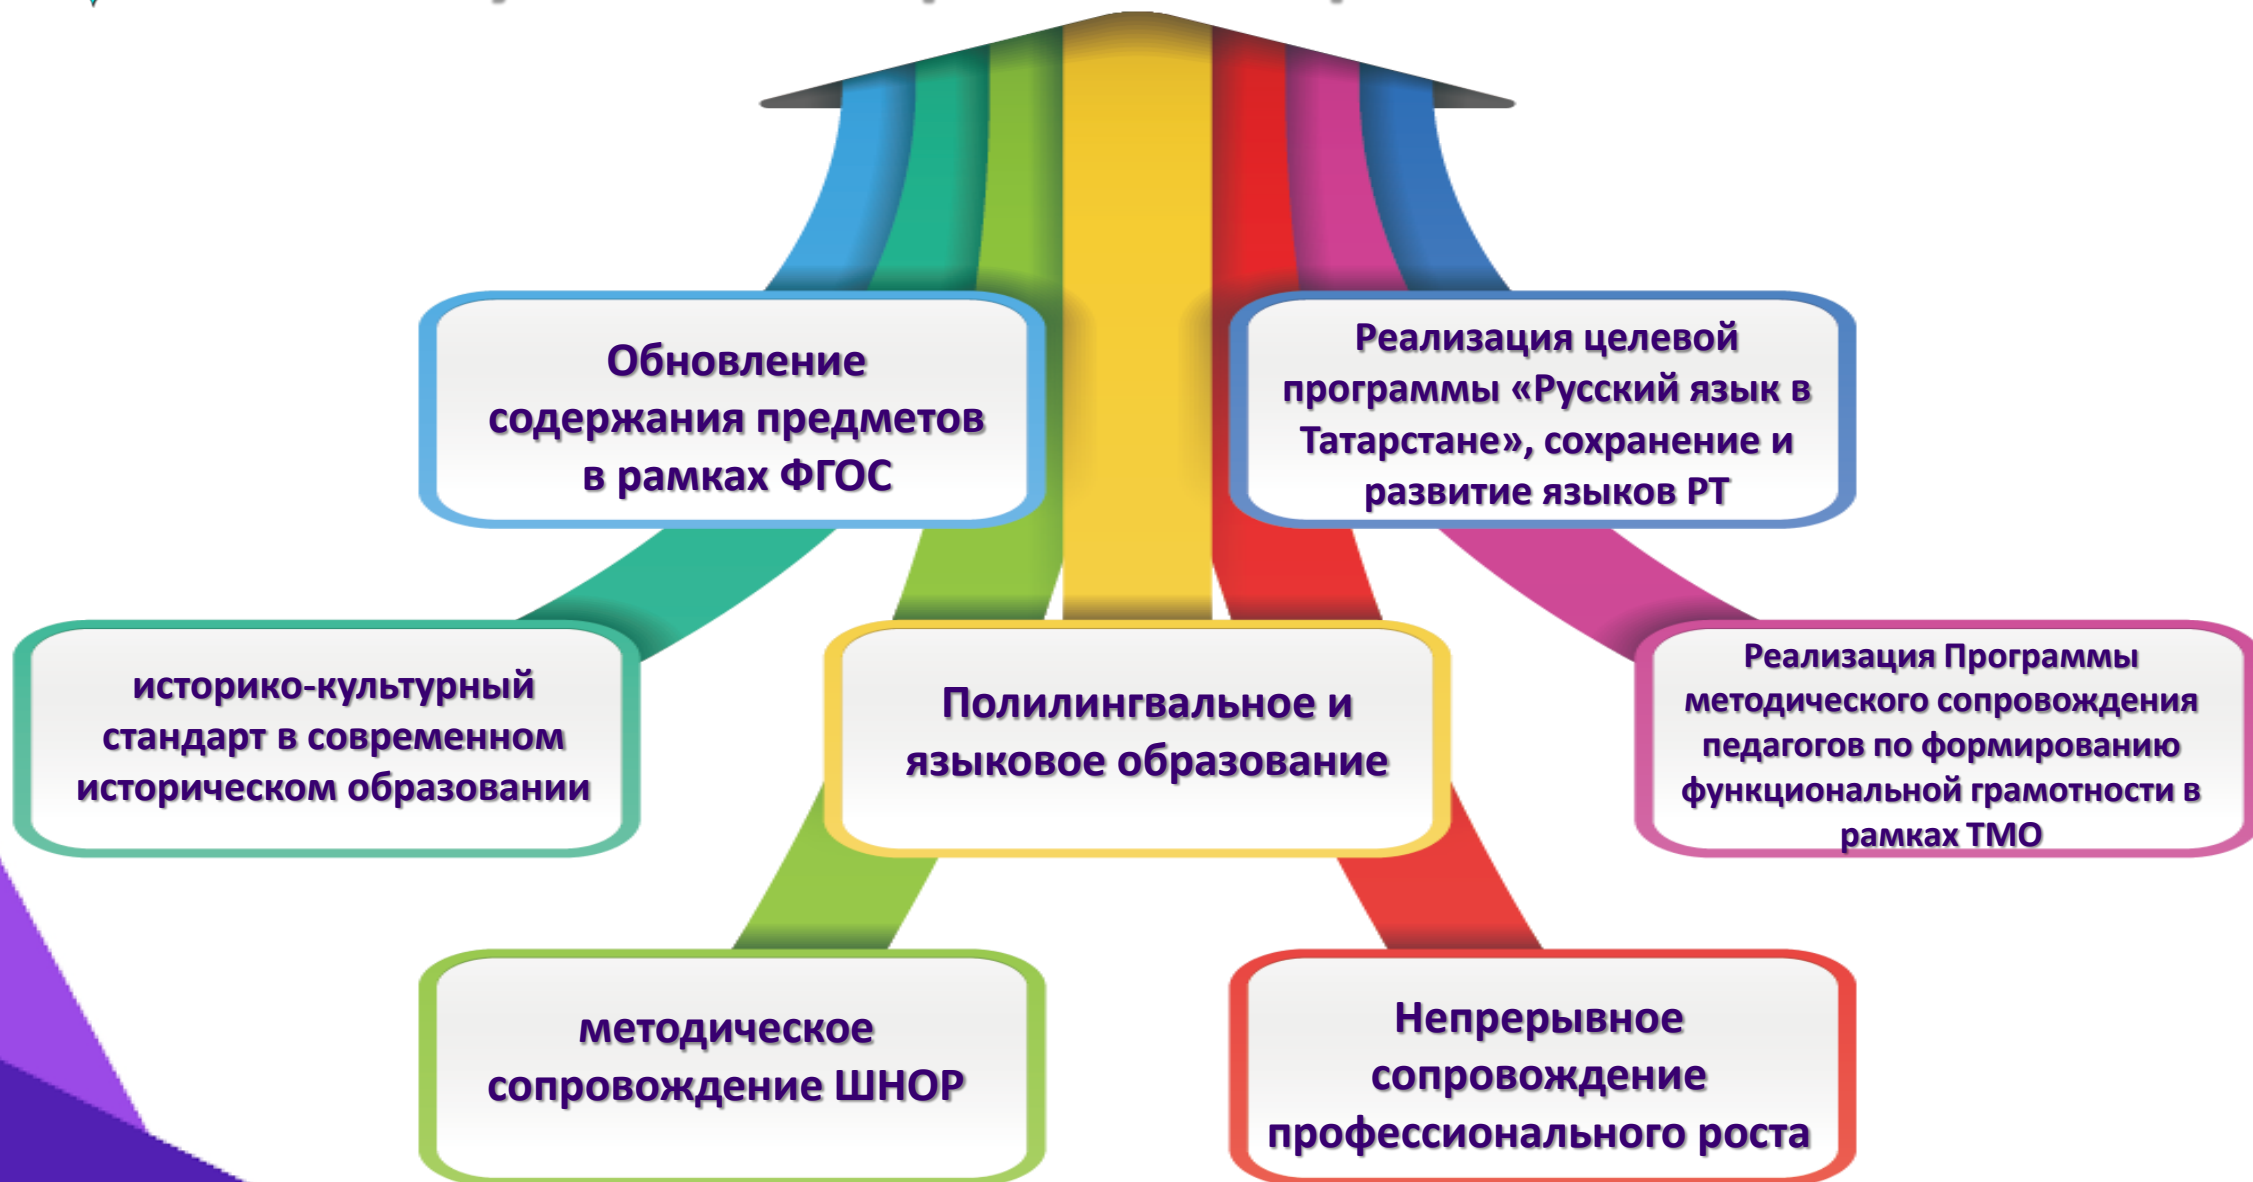 Обновление
содержания предметов
в рамках ФГОС
Реализация целевой
программы «Русский язык в
Татарстане», сохранение и
развитие языков РТ
историко-культурный
стандарт в современном
историческом образовании
Полилингвальное и
языковое образование
Реализация Программы
методического сопровождения
педагогов по формированию
функциональной грамотности в
рамках ТМО
методическое
сопровождение ШНОР
Непрерывное
сопровождение
профессионального роста